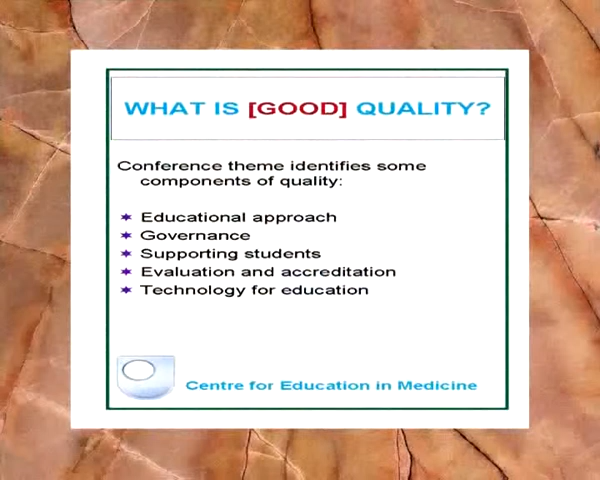 WHAT IS [GOOD] QUALITY?
Conference theme identifies some
components of quality:
Educational approach
Governance
Supporting students
Evaluation and accreditation
Technology for education
Centre for Education in Medicine